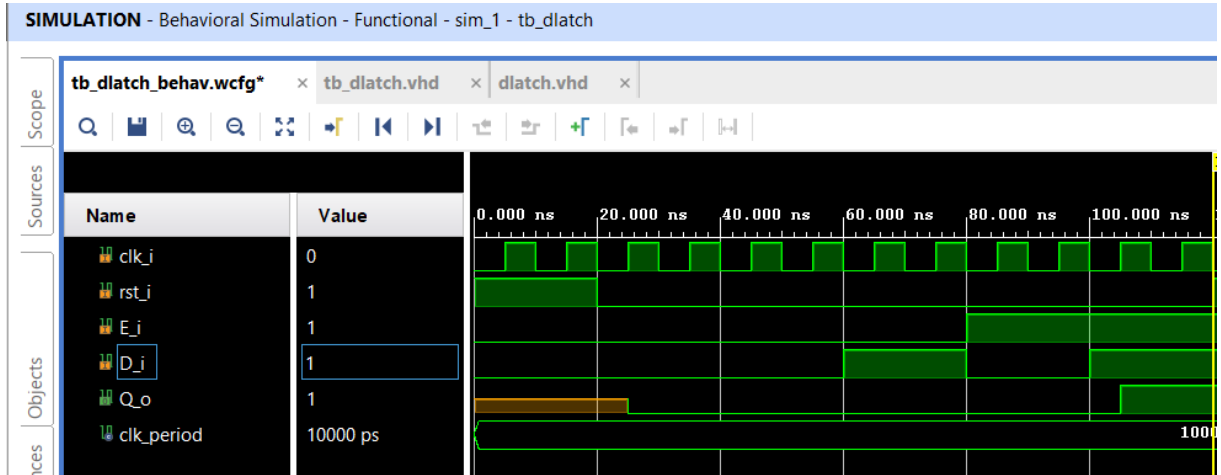 SIMULATION - Behavioral Simulation - Functional - sim_1 - tb_dlatch
Scope
Sources
Objects
tb_dlatch_behav.wcfg* × tb_dlatch.vhd × dlatch.vhd ×
Name Value
0.000 ns 20.000 ns 40.000 ns 60.000 ns 80.000 ns 100.000 ns
clk_i 0
rst_i 1
E_i 1
D_i 1
Q_o 1
clk_period 10000 ps